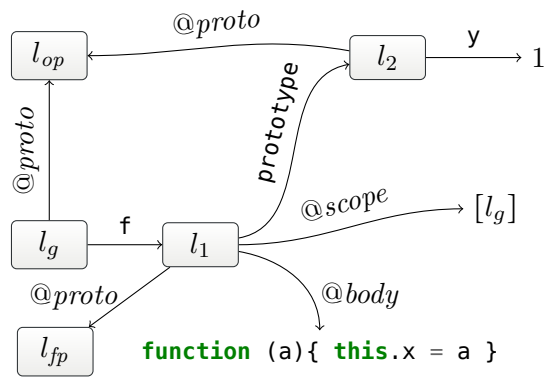 @proto
l_op
l_2
y
1
@proto
prototype
@scope
[l_g]
l_g
f
l_1
@proto
@body
l_fp
function (a){ this.x = a }